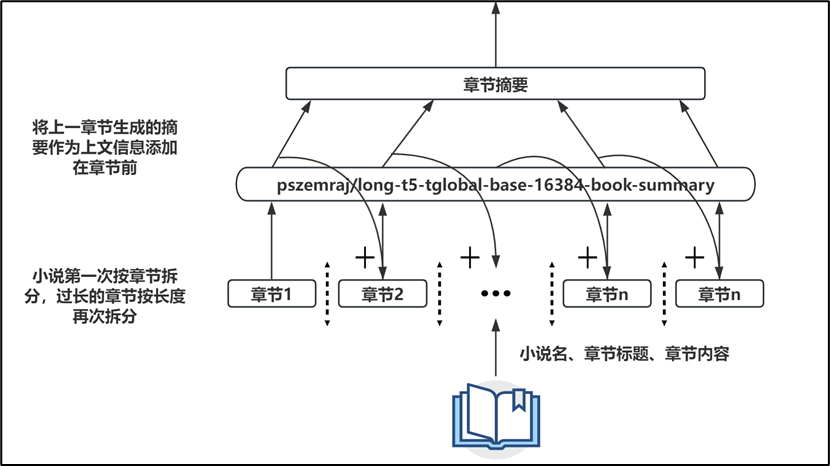 章节摘要
将上一章节生成的摘
要作为上文信息添加
在章节前
pszemraj/long-t5-tglobal-base-16384-book-summary
小说第一次按章节拆
分，过长的章节按长度
再次拆分
+
+
+
+
章节1
章节2
•••
章节n
章节n
小说名、章节标题、章节内容